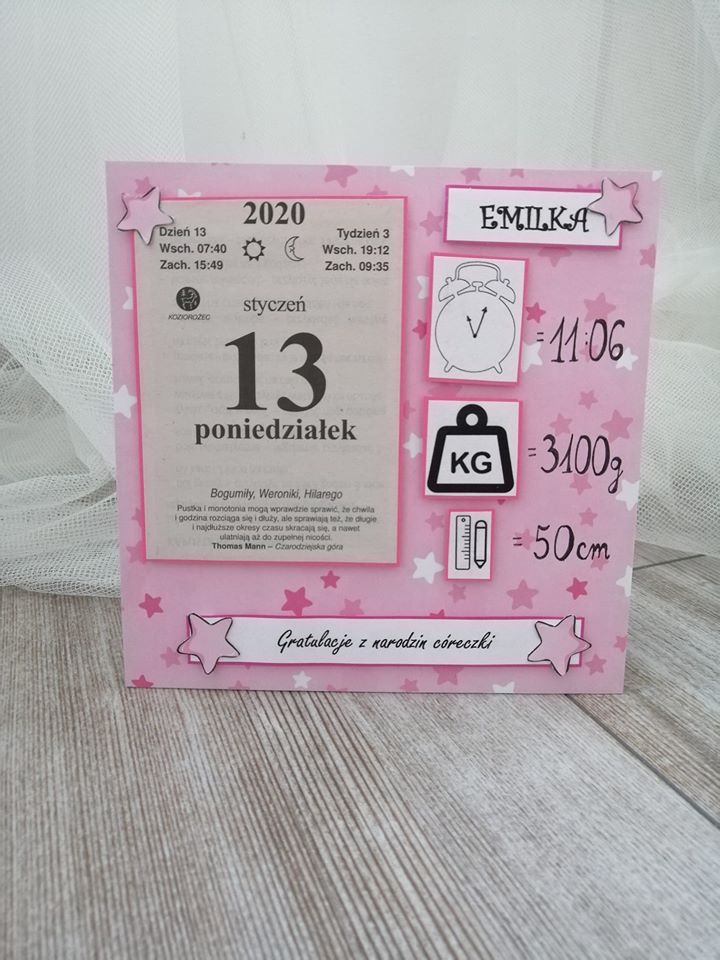 2020
Dzień 13
Tydzień 3
Wsch. 07:40
Wsch. 19:12
Zach. 15:49
Zach. 09:35
KOZIOROŻEC
styczeń
13
poniedziałek
Bogumiły, Weroniki, Hilarego
Pustka i monotonia mogą wprawdzie sprawić, że chwila
i godzina rozciąga się i dłuży, ale sprawiają też, że długie
i najdłuższe okresy czasu skracają się, a nawet
ulatniają aż do zupełnej nicości.
Thomas Mann – Czarodziejska góra
EMILKA
=11:06
KG
=3100g
=50cm
Gratulacje z narodzin córeczki